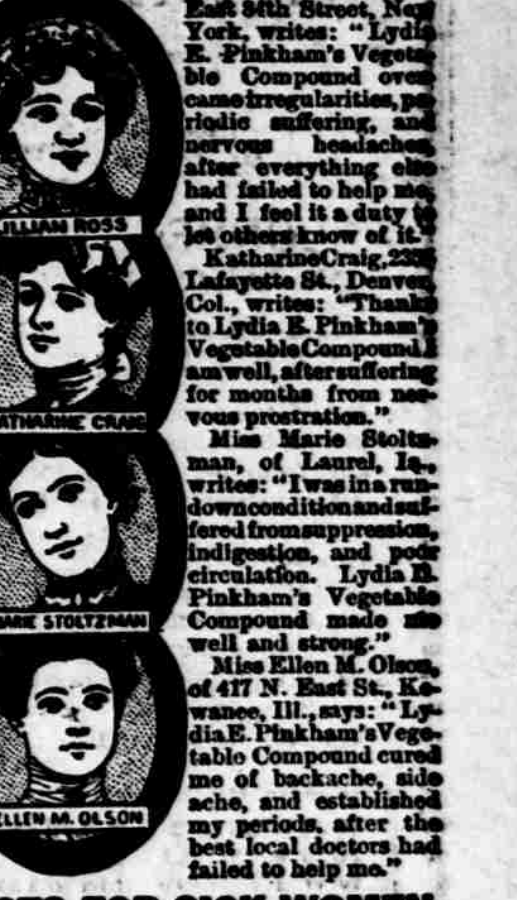 East 84th Street, New
York, writes: "Lydia
E. Pinkham's Vegeta-
ble Compound over-
came irregularities, pe-
riodic suffering, and
nervous headaches,
after everything else
had failed to help me,
and I feel it a duty to
let others know of it."
Katharine Craig,
Lafayette St., Denver,
Col., writes: "Thanks
to Lydia E. Pinkham's
Vegetable Compound I
am well, after suffering
for months from ner-
vous prostration."
Miss Marie Stoltz-
man, of Laurel, Ia.,
writes: "I was in a run-
down condition and suf-
fered from suppression,
indigestion, and poor
circulation. Lydia E.
Pinkham's Vegetable
Compound made me
well and strong."
Miss Ellen M. Olson,
of 417 N. East St., Ke-
wanee, Ill., says: "Ly-
dia E. Pinkham's Vege-
table Compound cured
me of backache, side
ache, and established
my periods, after the
best local doctors had
failed to help me."
ILLIAN ROSS
ATHARINE CRAIG
ARIE STOLTZMAN
ELLEN M. OLSON
FOR SICK WOMEN